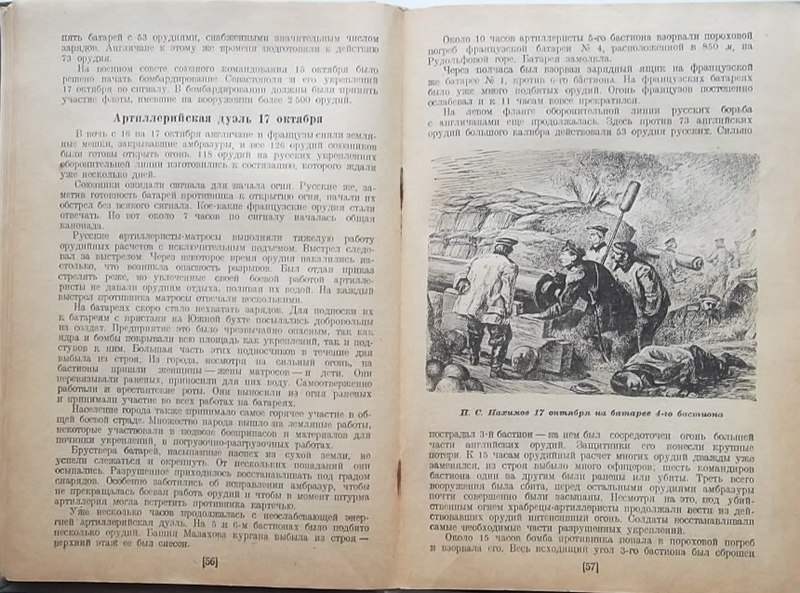 пять батарей с 53 орудиями, снабженными значительным числом
зарядов. Англичане к этому же времени подготовили к действию
73 орудия.
На военном совете союзного командования 15 октября было
решено начать бомбардирование Севастополя и его укреплений
17 октября по сигналу. В бомбардировании должны были принять
участие флоты, имевшие на вооружении более 2 500 орудий.
Артиллерийская дуэль 17 октября
В ночь с 16 на 17 октября англичане и французы сняли земля-
ные мешки, закрывавшие амбразуры, и все 126 орудий союзников
были готовы открыть огонь. 118 орудий на русских укреплениях
оборонительной линии изготовились к состязанию, которого ждали
уже несколько дней.
Союзники ожидали сигнала для начала огня. Русские же, за-
метив готовность батарей противника к открытию огня, начали их
обстрел без всякого сигнала. Кое-какие французские орудия стали
отвечать. Но вот около 7 часов по сигналу началась общая
канонада.
Русские артиллеристы-матросы выполняли тяжелую работу
орудийных расчетов с исключительным подъемом. Выстрел следо-
вал за выстрелом. Через некоторое время орудия накалились на-
столько, что возникла опасность разрывов. Был отдан приказ
стрелять реже, но увлеченные своей боевой работой артилле-
ристы не давали орудиям отдыха, поливая их водой. На каждый
выстрел противника матросы отвечали несколькими.
На батареях скоро стало нехватать зарядов. Для подноски их
к батареям с пристани на Южной бухте посылались добровольцы
из солдат. Предприятие это было чрезвычайно опасным, так как
ядра и бомбы покрывали всю площадь как укреплений, так и под-
ступов к ним. Большая часть этих подносчиков в течение дня
выбыла из строя. Из города, несмотря на сильный огонь, на
бастионы пришли женщины — жены матросов — и дети. Они
перевязывали раненых, приносили для них воду. Самоотверженно
работали и арестантские роты. Они выносили из огня раненых
и принимали участие во всех работах на батареях.
Население города также принимало самое горячее участие в об-
щей боевой страде. Множество народа вышло на земляные работы,
некоторые участвовали в подвозе боеприпасов и материалов для
починки укреплений, в погрузочно-разгрузочных работах.
Брустверы батарей, насыпанные наспех из сухой земли, не
успели слежаться и окрепнуть. От нескольких попаданий они
осыпались. Разрушенное приходилось восстанавливать под градом
снарядов. Особенно заботились об исправлении амбразур, чтобы
не прекращалась боевая работа орудий и чтобы в момент штурма
артиллерия могла встретить противника картечью.
Уже несколько часов продолжалась с неослабевающей энер-
гией артиллерийская дуэль. На 5 и 6-м бастионах было подбито
несколько орудий. Башня Малахова кургана выбыла из строя —
верхний этаж ее был снесен.
[56]
Около 10 часов артиллеристы 5-го бастиона взорвали пороховой
погреб французской батареи № 4, расположенной в 850 м, на
Рудольфовой горе. Батарея замолкла.
Через полчаса был взорван зарядный ящик на французской
же батарее № 1, против 6-го бастиона. На французских батареях
было уже много подбитых орудий. Огонь французов постепенно
ослабевал и к 11 часам вовсе прекратился.
На левом фланге оборонительной линии русских борьба
с англичанами еще продолжалась. Здесь против 73 английских
орудий большого калибра действовали 53 орудия русских. Сильно
П. С. Нахимов 17 октября на батарее 4-го бастиона
пострадал 3-й бастион — на нем был сосредоточен огонь большей
части английских орудий. Защитники его понесли крупные
потери. К 15 часам орудийный расчет многих орудий дважды уже
заменялся, из строя выбыло много офицеров; шесть командиров
бастиона один за другим были ранены или убиты. Треть всего
вооружения была сбита, перед остальными орудиями амбразуры
почти совершенно были засыпаны. Несмотря на это, под убий-
ственным огнем храбрецы-артиллеристы продолжали вести из дей-
ствовавших орудий интенсивный огонь. Солдаты восстанавливали
самые необходимые части разрушенных укреплений.
Около 15 часов бомба противника попала в пороховой погреб
и взорвала его. Весь исходящий угол 3-го бастиона был сброшен
[57]